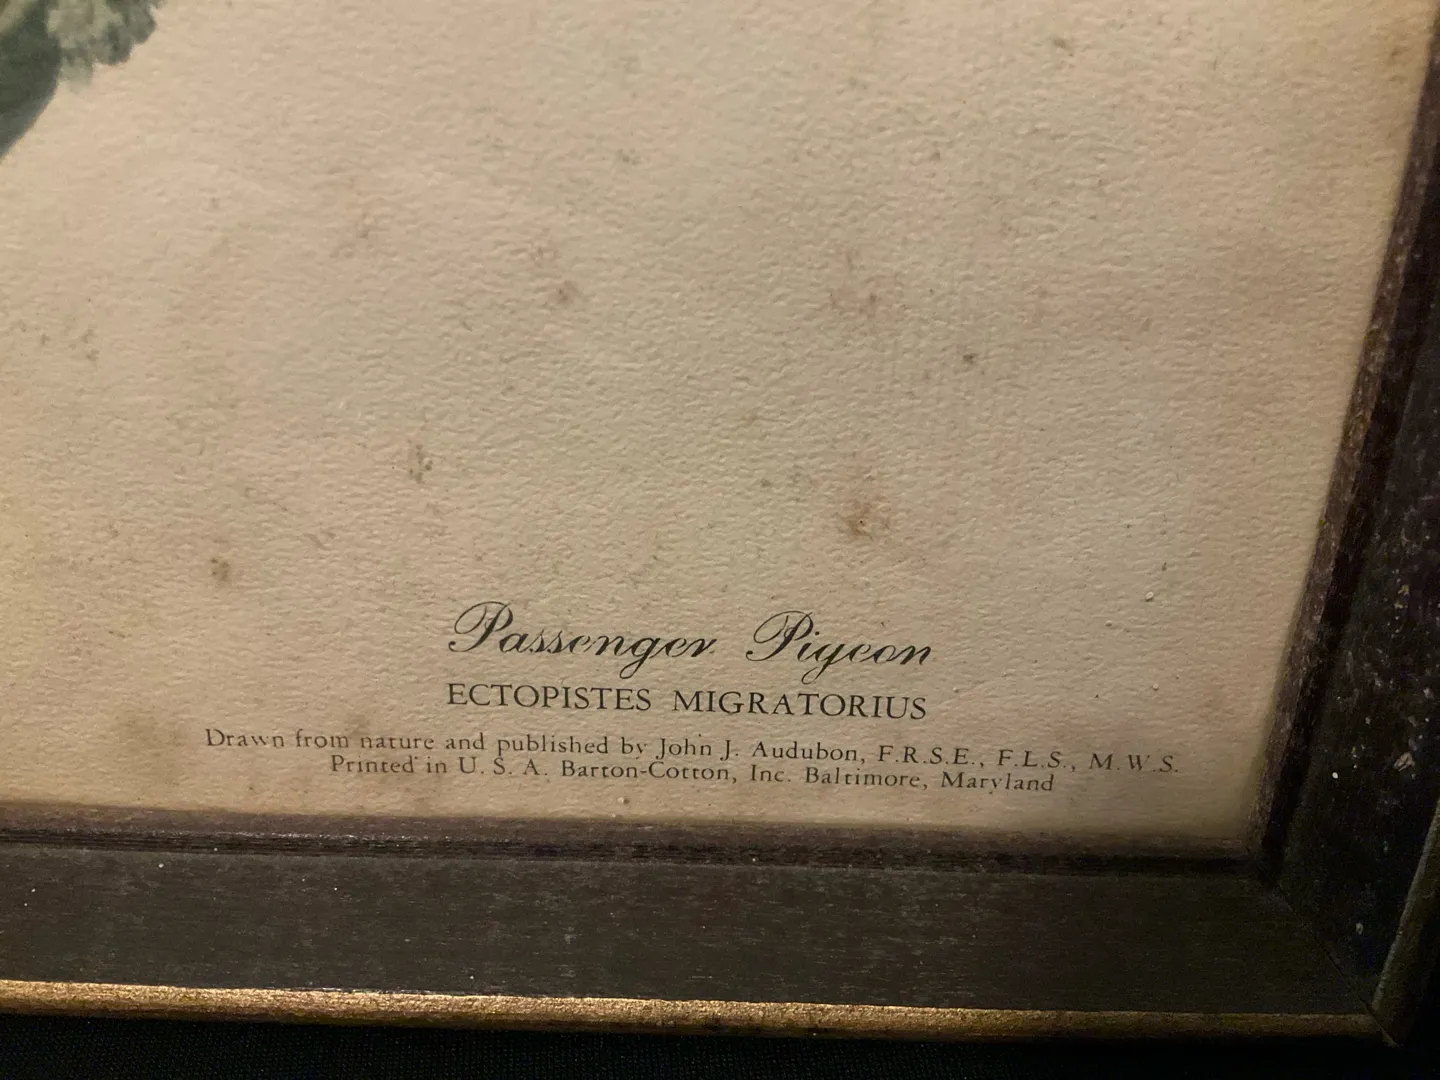 Passenger Pigeon
ECTOPISTES MIGRATORIUS
Drawn from nature and published by John J. Audubon, F.R.S.E., F.L.S., M.W.S.
Printed in U. S. A. Barton-Cotton, Inc. Baltimore, Maryland